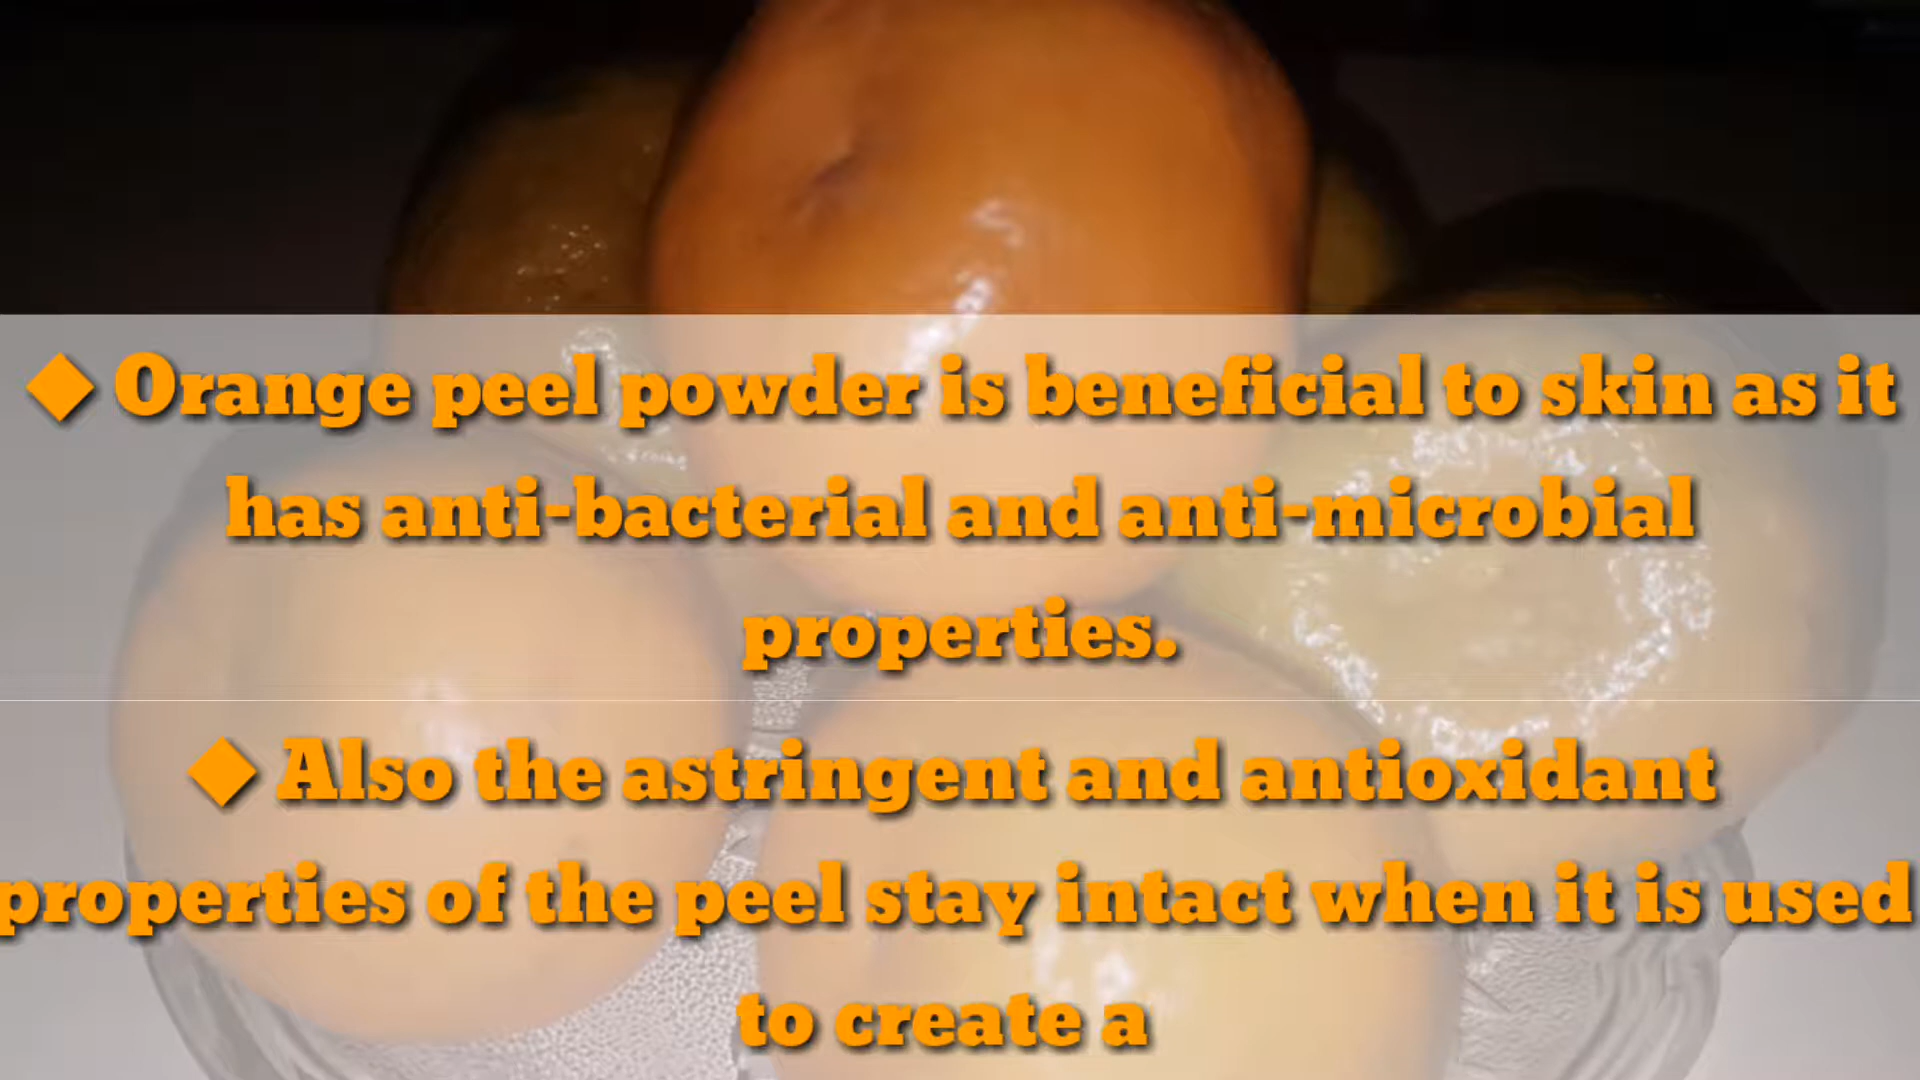 ◆ Orange peel powder is beneficial to skin as it
has anti-bacterial and anti-microbial
properties.
◆ Also the astringent and antioxidant
properties of the peel stay intact when it is used
to create a